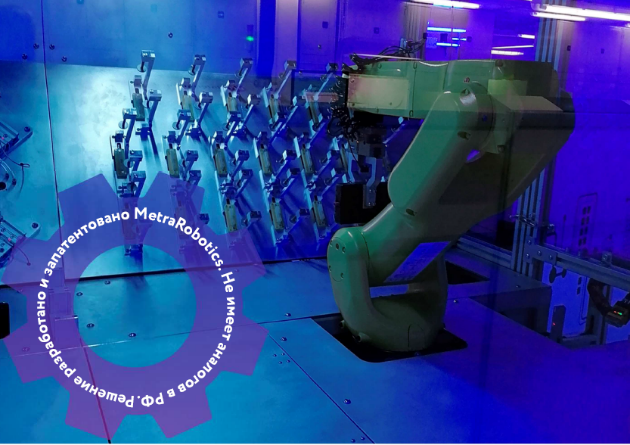 Решение разработано и запатентовано MetraRobotics. Не имеет аналогов в РФ.